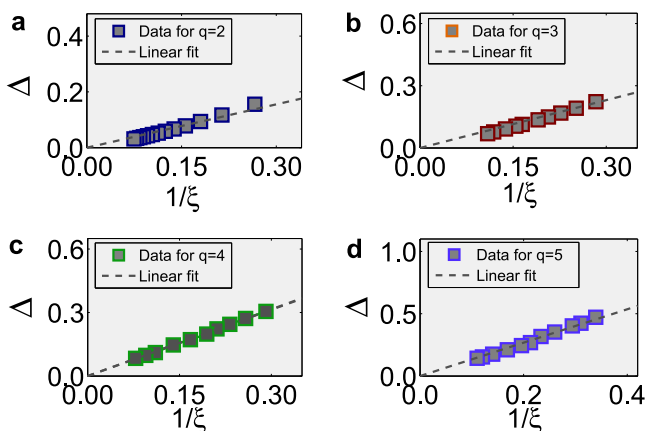 a
Data for q=2
Linear fit
0.4
0.2
0.0
Δ
0.00
0.15
0.30
1/ξ
b
Data for q=3
Linear fit
0.6
0.3
0.0
Δ
0.00
0.15
0.30
1/ξ
c
Data for q=4
Linear fit
0.6
0.3
0.0
Δ
0.00
0.15
0.30
1/ξ
d
Data for q=5
Linear fit
1.0
0.5
0.0
Δ
0.0
0.2
0.4
1/ξ